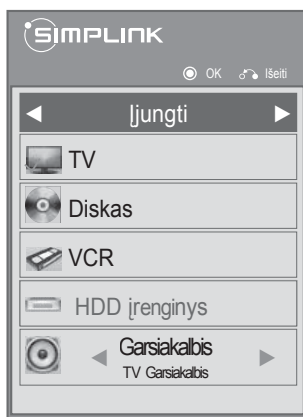 SIMPLINK
OK Išeiti
Įjungti
TV
Diskas
VCR
HDD įrenginys
Garsiakalbis
TV Garsiakalbis